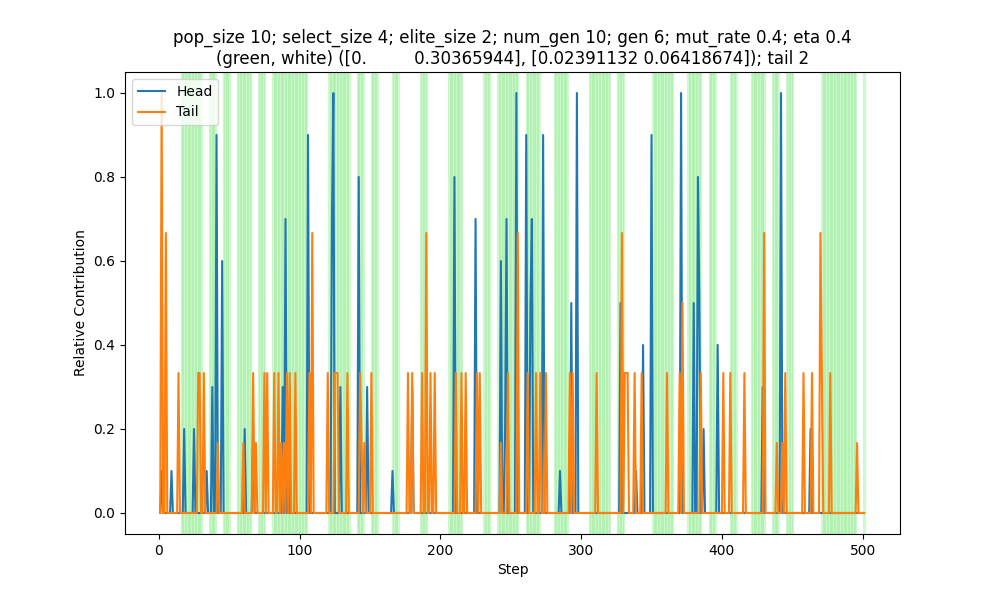 pop_size 10; select_size 4; elite_size 2; num_gen 10; gen 6; mut_rate 0.4; eta 0.4
(green, white) ([0.         0.30365944], [0.02391132 0.06418674]); tail 2
Head
Tail
1.0
0.8
0.6
0.4
0.2
0.0
Relative Contribution
0
100
200
300
400
500
Step